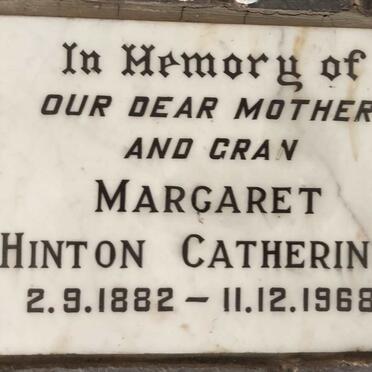 In Memory of
OUR DEAR MOTHER
AND GRAN
MARGARET
HINTON CATHERIN
2.9.1882 – 11.12.1968